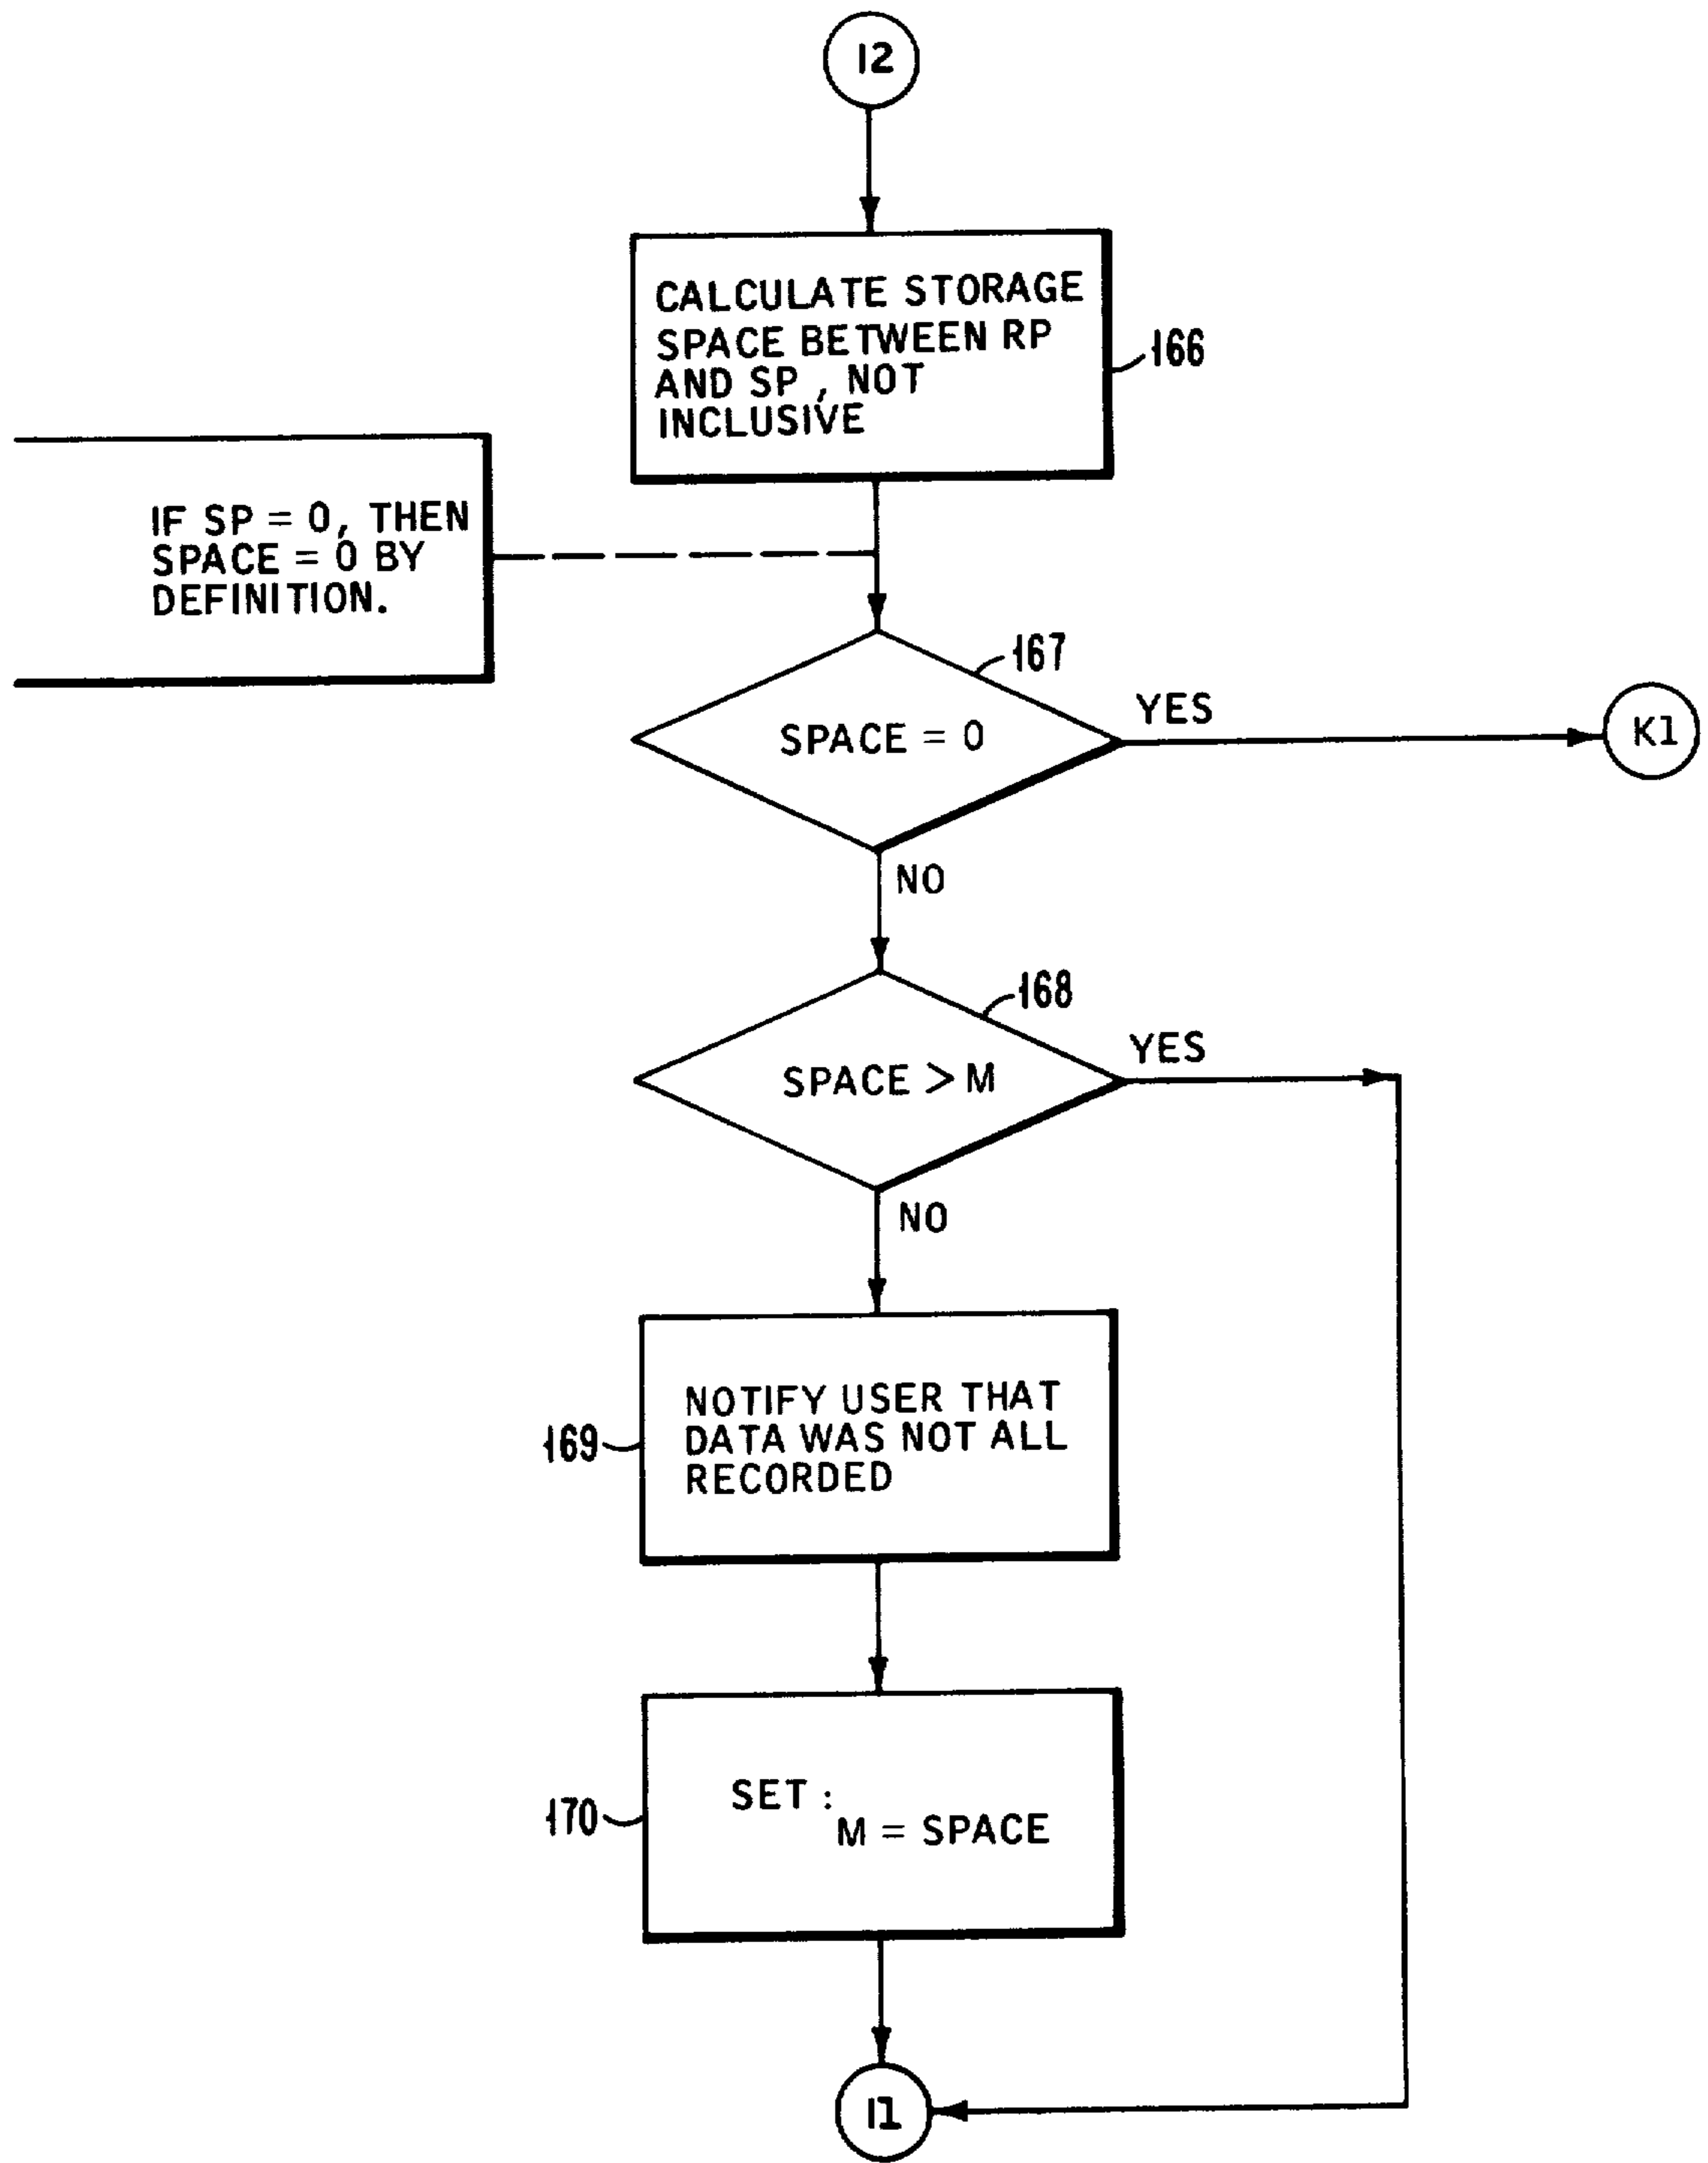 I2
CALCULATE STORAGE
SPACE BETWEEN RP
AND SP, NOT
INCLUSIVE
166
IF SP = 0, THEN
SPACE = 0 BY
DEFINITION.
167
SPACE = 0
YES
K1
NO
168
SPACE > M
YES
NO
169
NOTIFY USER THAT
DATA WAS NOT ALL
RECORDED
170
SET :
M = SPACE
I1